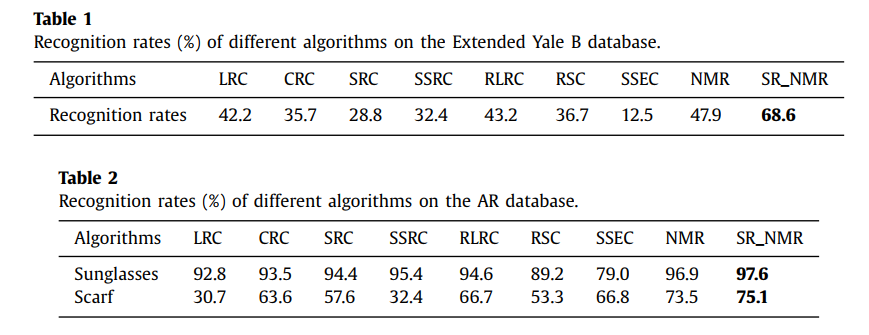 Table 1
Recognition rates (%) of different algorithms on the Extended Yale B database.
Algorithms LRC CRC SRC SSRC RLRC RSC SSEC NMR SR_NMR
Recognition rates 42.2 35.7 28.8 32.4 43.2 36.7 12.5 47.9 68.6
Table 2
Recognition rates (%) of different algorithms on the AR database.
Algorithms LRC CRC SRC SSRC RLRC RSC SSEC NMR SR_NMR
Sunglasses 92.8 93.5 94.4 95.4 94.6 89.2 79.0 96.9 97.6
Scarf 30.7 63.6 57.6 32.4 66.7 53.3 66.8 73.5 75.1